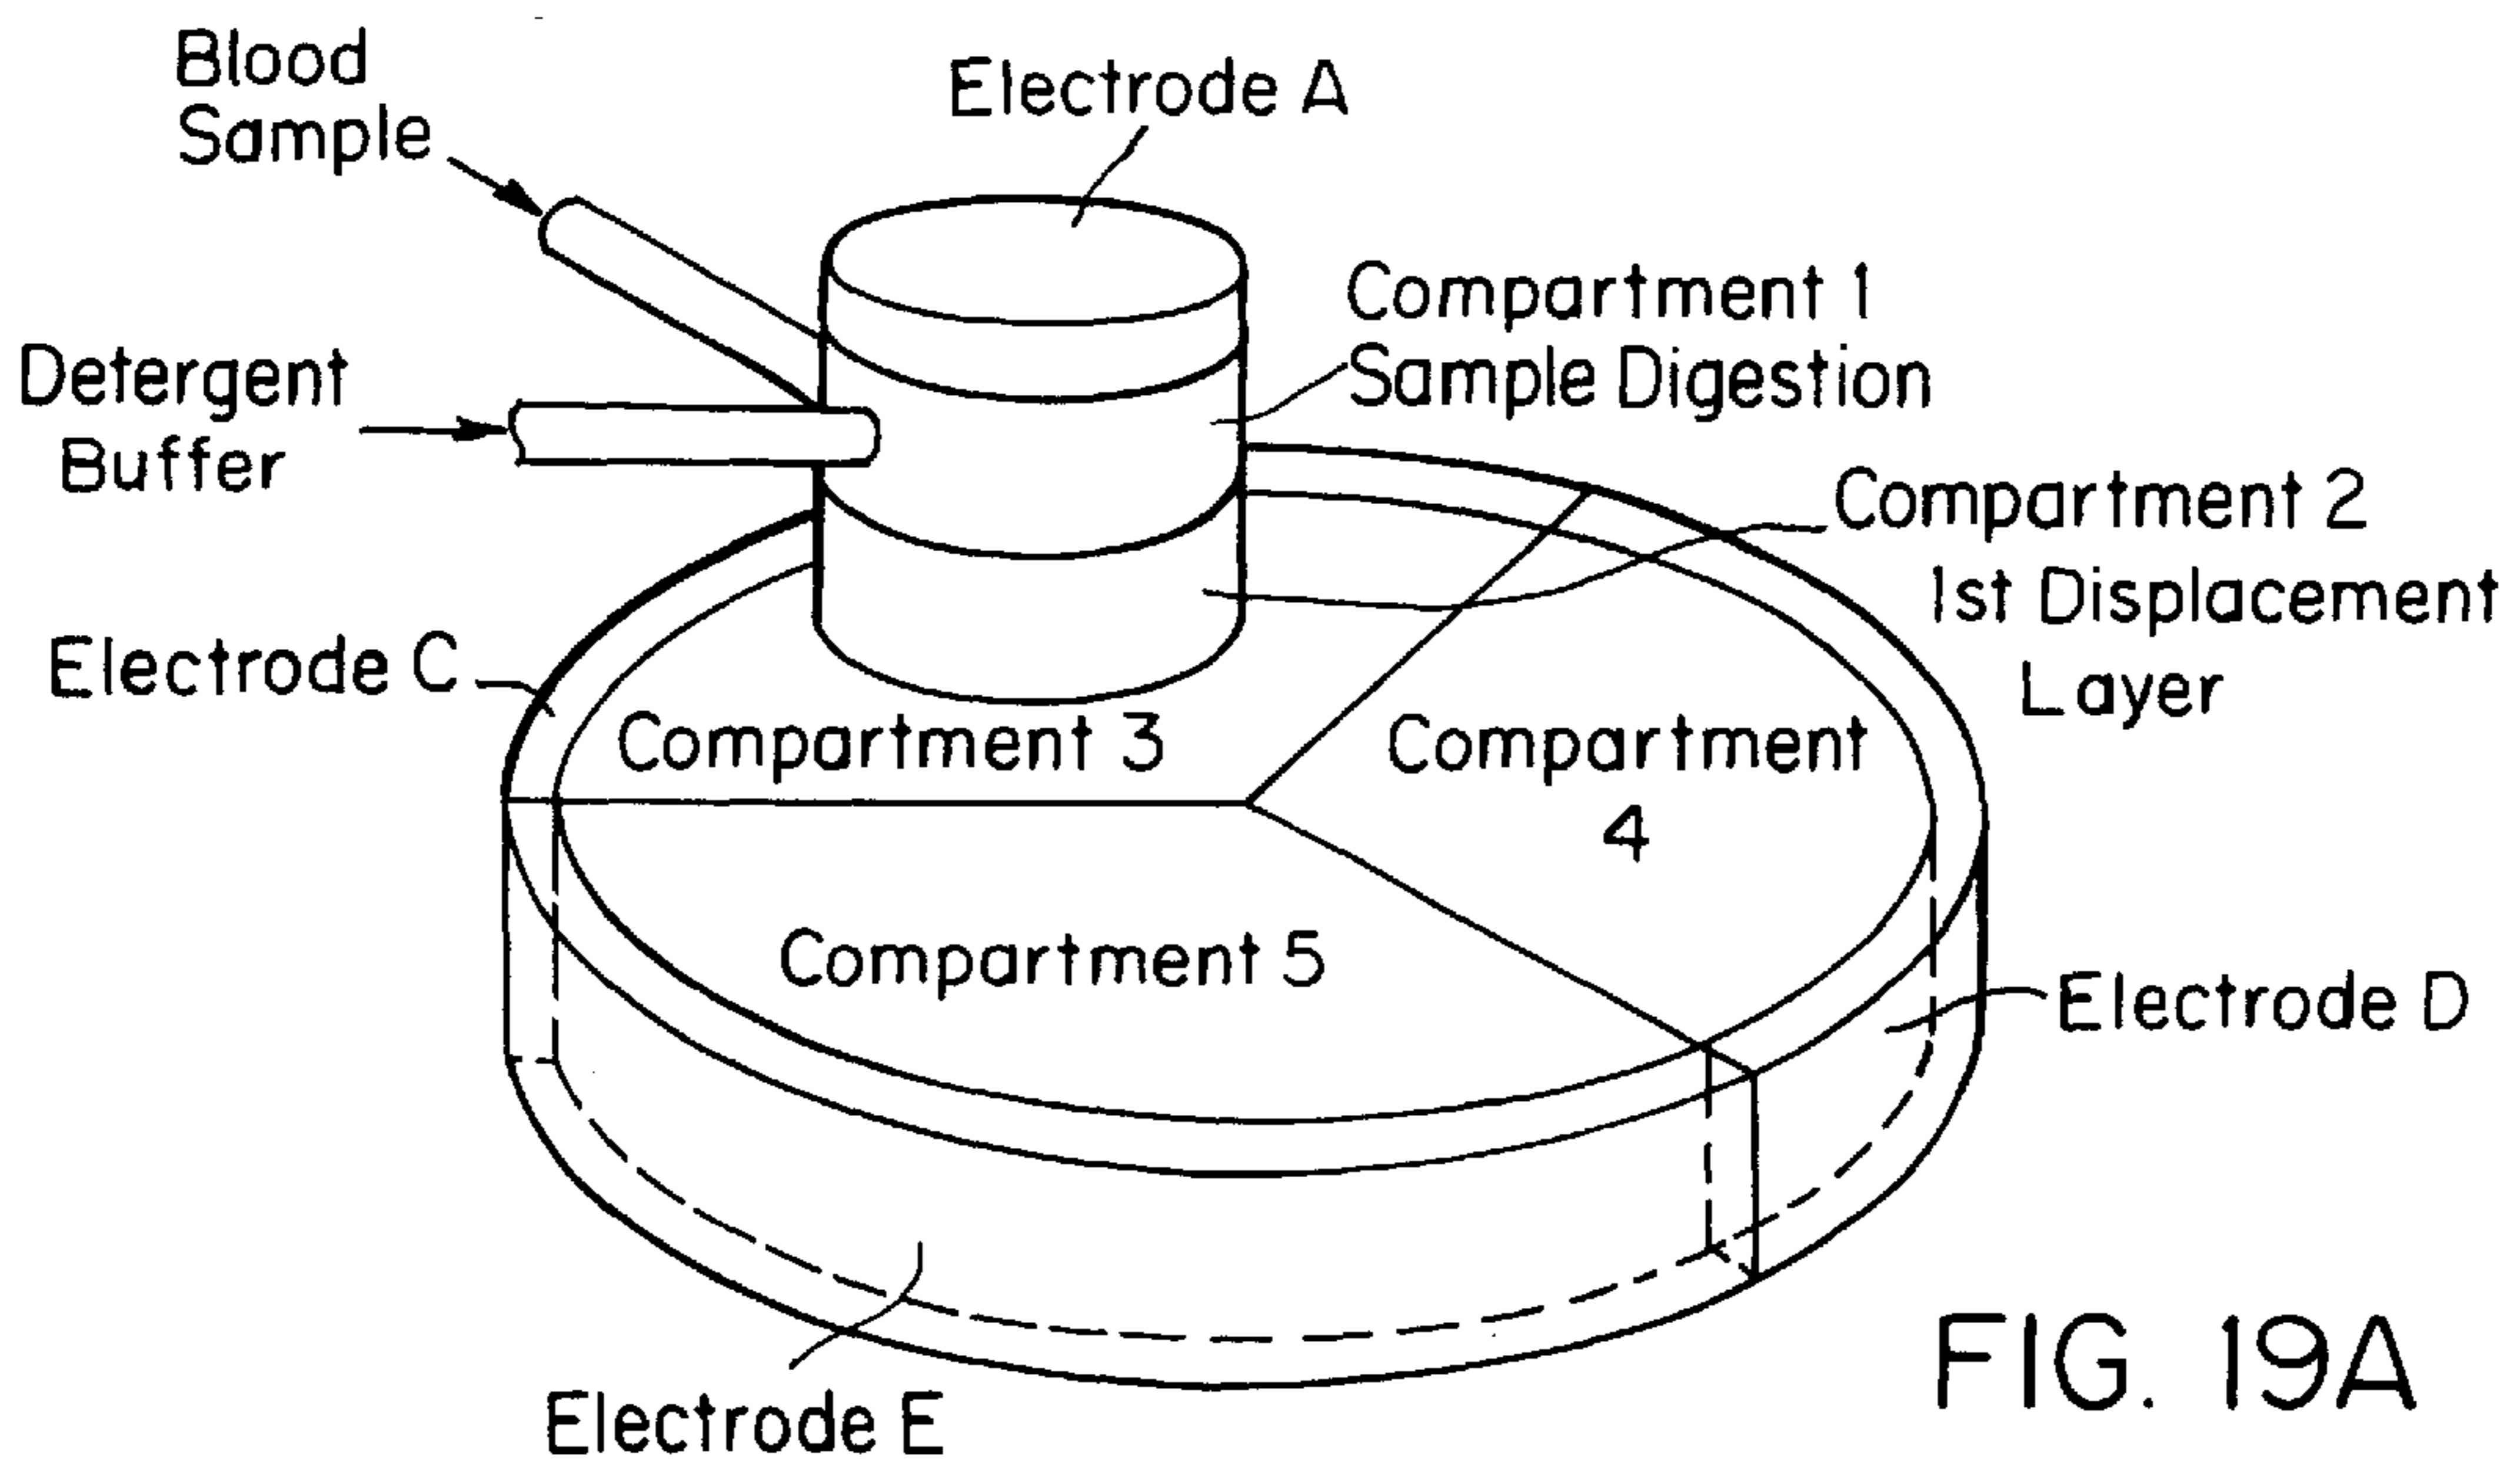 Blood
Sample
Electrode A
Compartment 1
Sample Digestion
Detergent
Buffer
Compartment 2
1st Displacement
Layer
Electrode C
Compartment 3
Compartment
4
Compartment 5
Electrode D
Electrode E
FIG. 19A